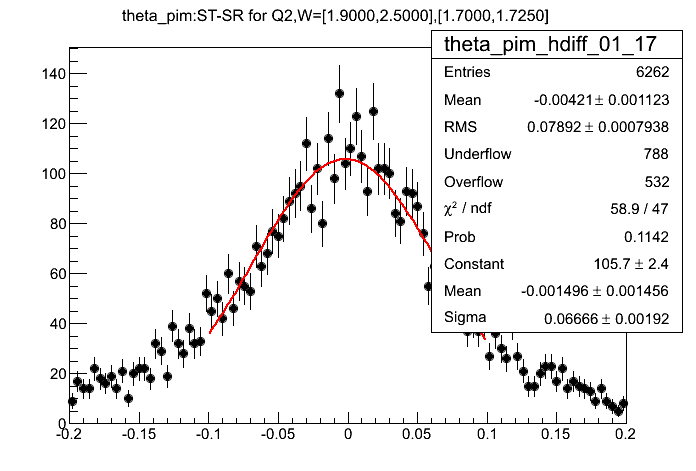 theta_pim:ST-SR for Q2,W=[1.9000,2.5000],[1.7000,1.7250]
theta_pim_hdiff_01_17
Entries 6262
Mean -0.00421 ± 0.001123
RMS 0.07892 ± 0.0007938
Underflow 788
Overflow 532
χ² / ndf 58.9 / 47
Prob 0.1142
Constant 105.7 ± 2.4
Mean -0.001496 ± 0.001456
Sigma 0.06666 ± 0.00192
140
120
100
80
60
40
20
0
-0.2 -0.15 -0.1 -0.05 0 0.05 0.1 0.15 0.2